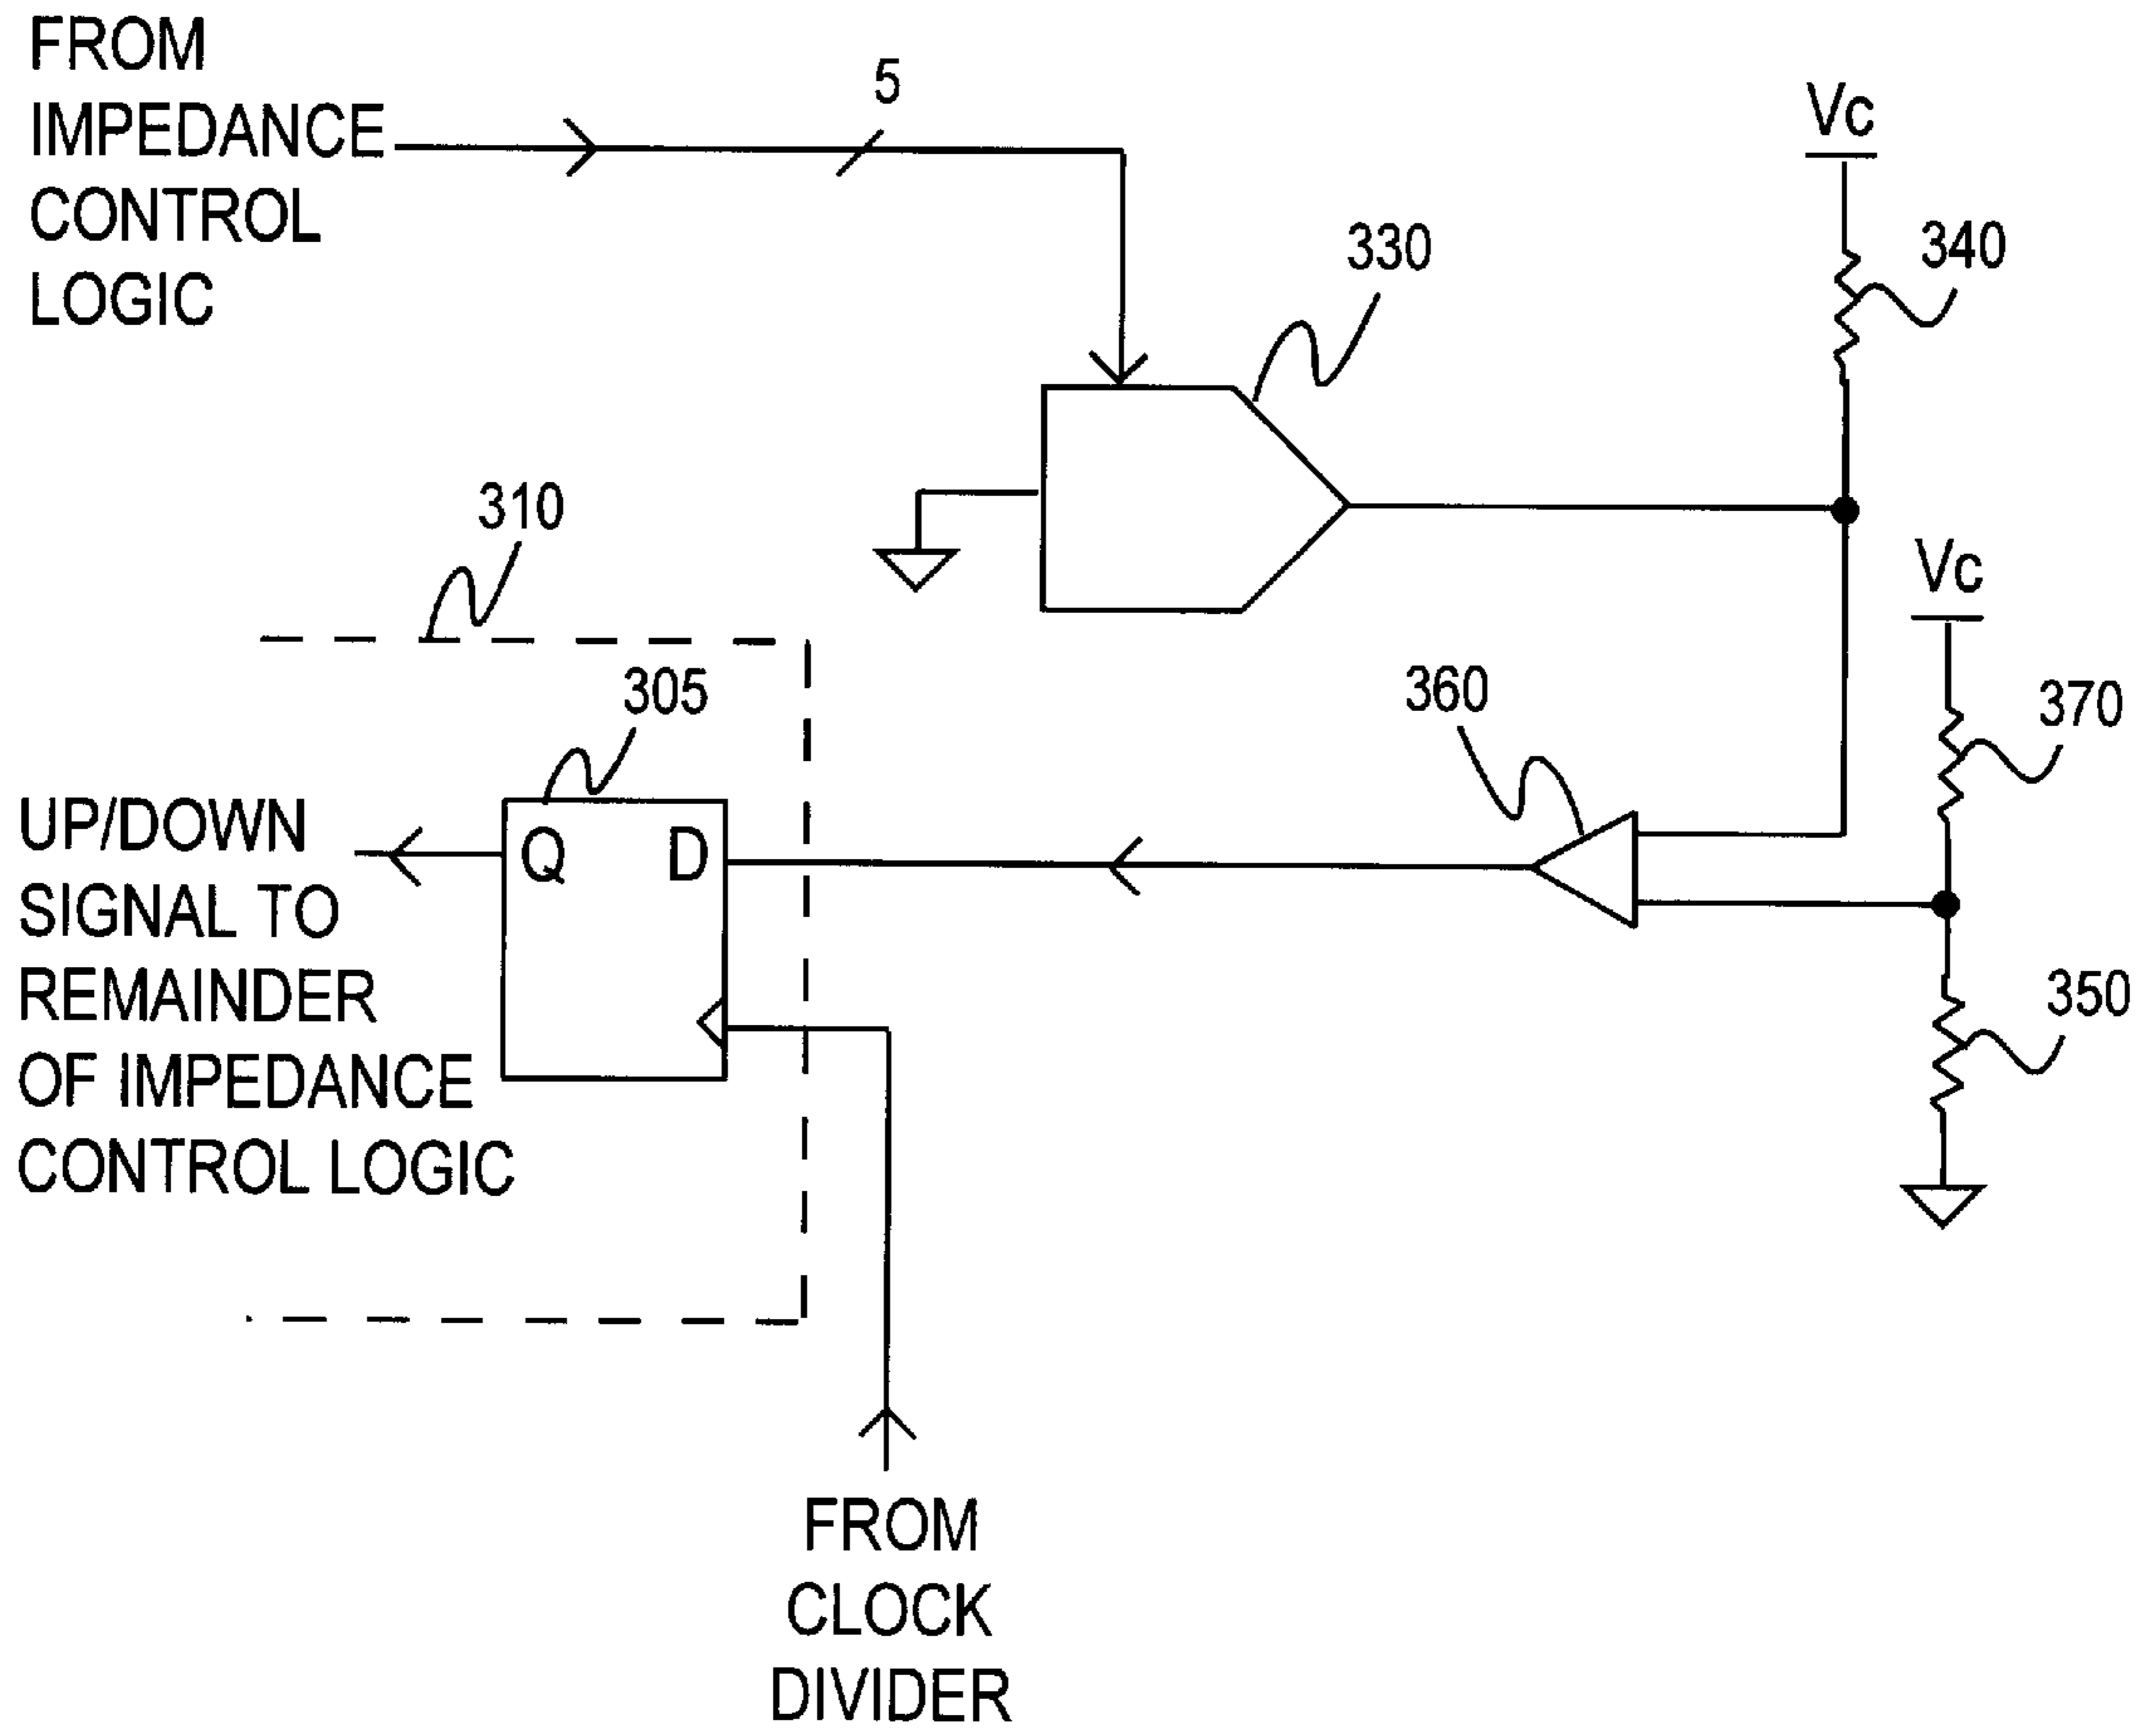 FROM
IMPEDANCE
CONTROL
LOGIC
5
Vc
330
340
310
Vc
305
360
370
Q D
UP/DOWN
SIGNAL TO
REMAINDER
OF IMPEDANCE
CONTROL LOGIC
350
FROM
CLOCK
DIVIDER